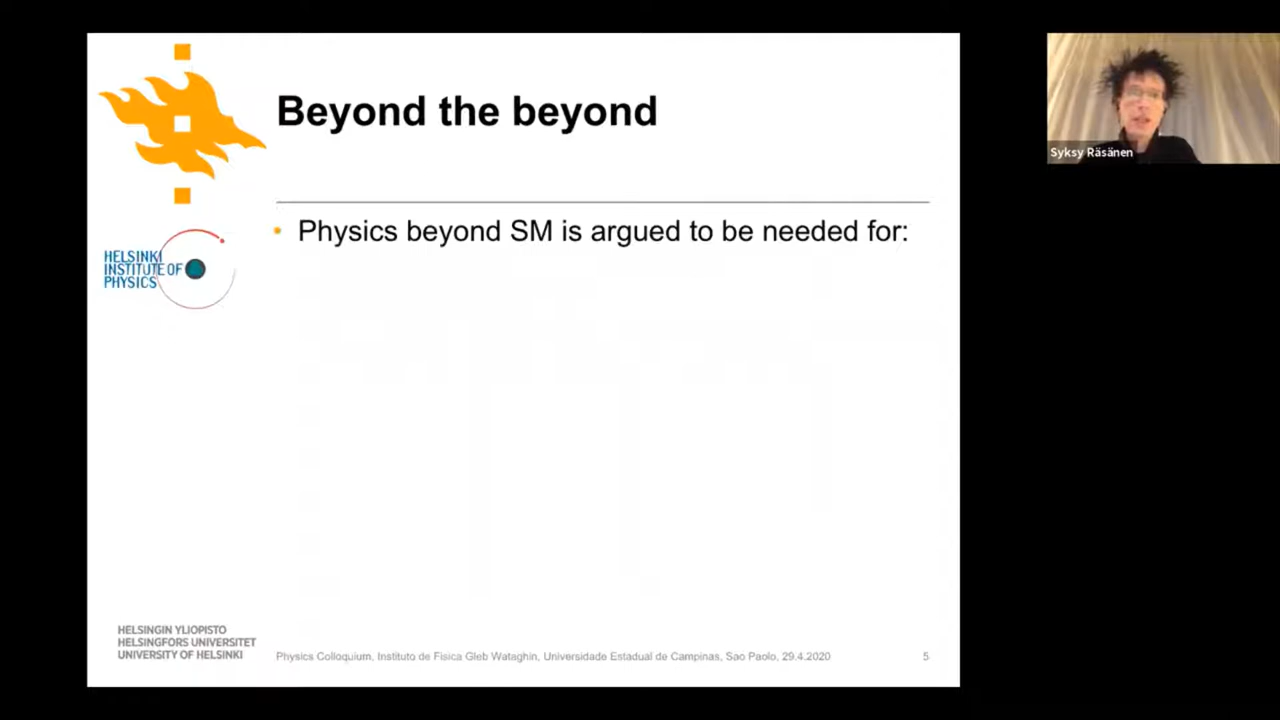 Beyond the beyond
Syksy Räsänen
• Physics beyond SM is argued to be needed for:
HELSINKI
INSTITUTE OF
PHYSICS
HELSINGIN YLIOPISTO
HELSINGFORS UNIVERSITET
UNIVERSITY OF HELSINKI
Physics Colloquium, Instituto de Fisica Gleb Wataghin, Universidade Estadual de Campinas, Sao Paolo, 29.4.2020
5